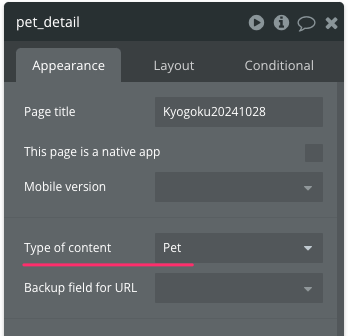 pet_detail
Appearance Layout Conditional
Page title Kyogoku20241028
This page is a native app
Mobile version
Type of content Pet
Backup field for URL